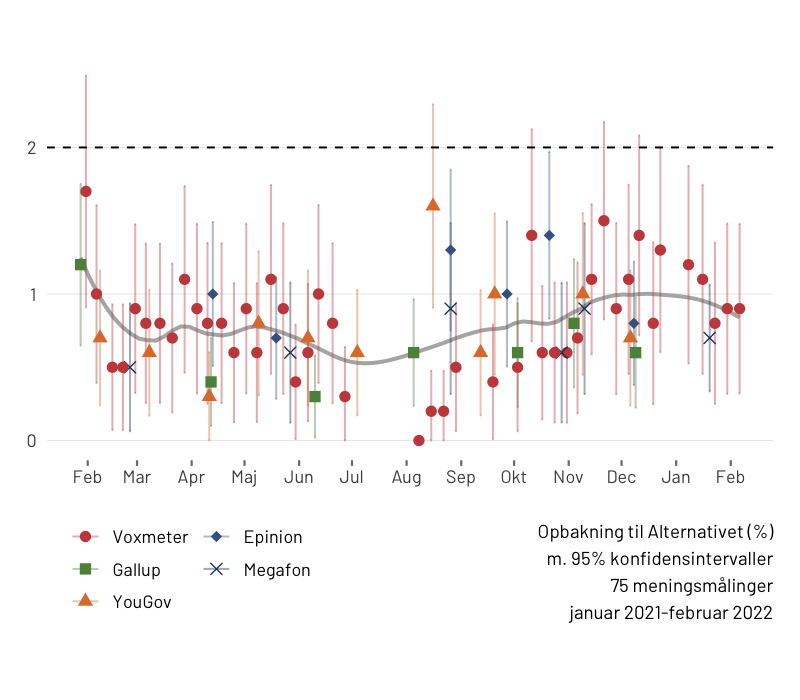 2
1
0
Feb Mar Apr Maj Jun Jul Aug Sep Okt Nov Dec Jan Feb
Voxmeter
Gallup
YouGov
Epinion
Megafon
Opbakning til Alternativet (%)
m. 95% konfidensintervaller
75 meningsmålinger
januar 2021-februar 2022